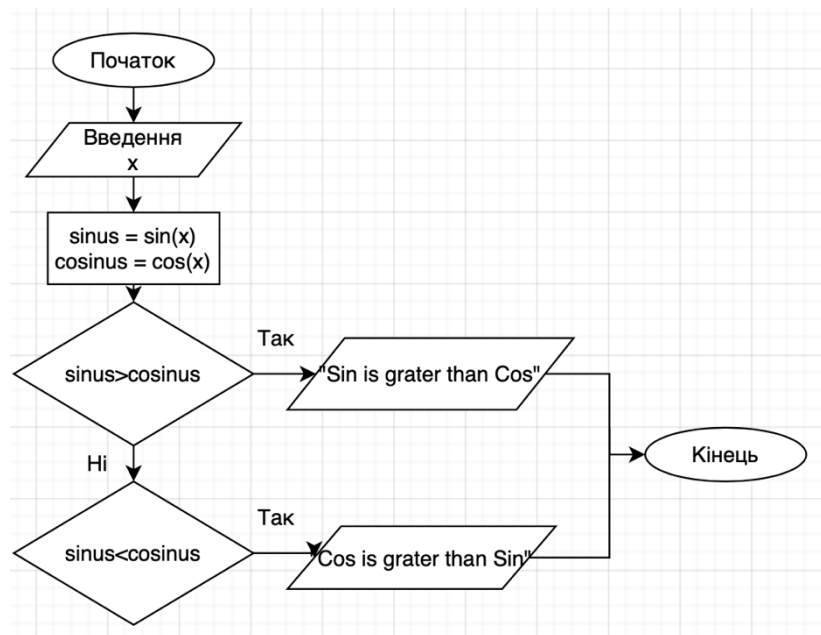 Початок
Введення
x
sinus = sin(x)
cosinus = cos(x)
sinus>cosinus
Так
"Sin is grater than Cos"
Ні
sinus<cosinus
Так
"Cos is grater than Sin"
Кінець